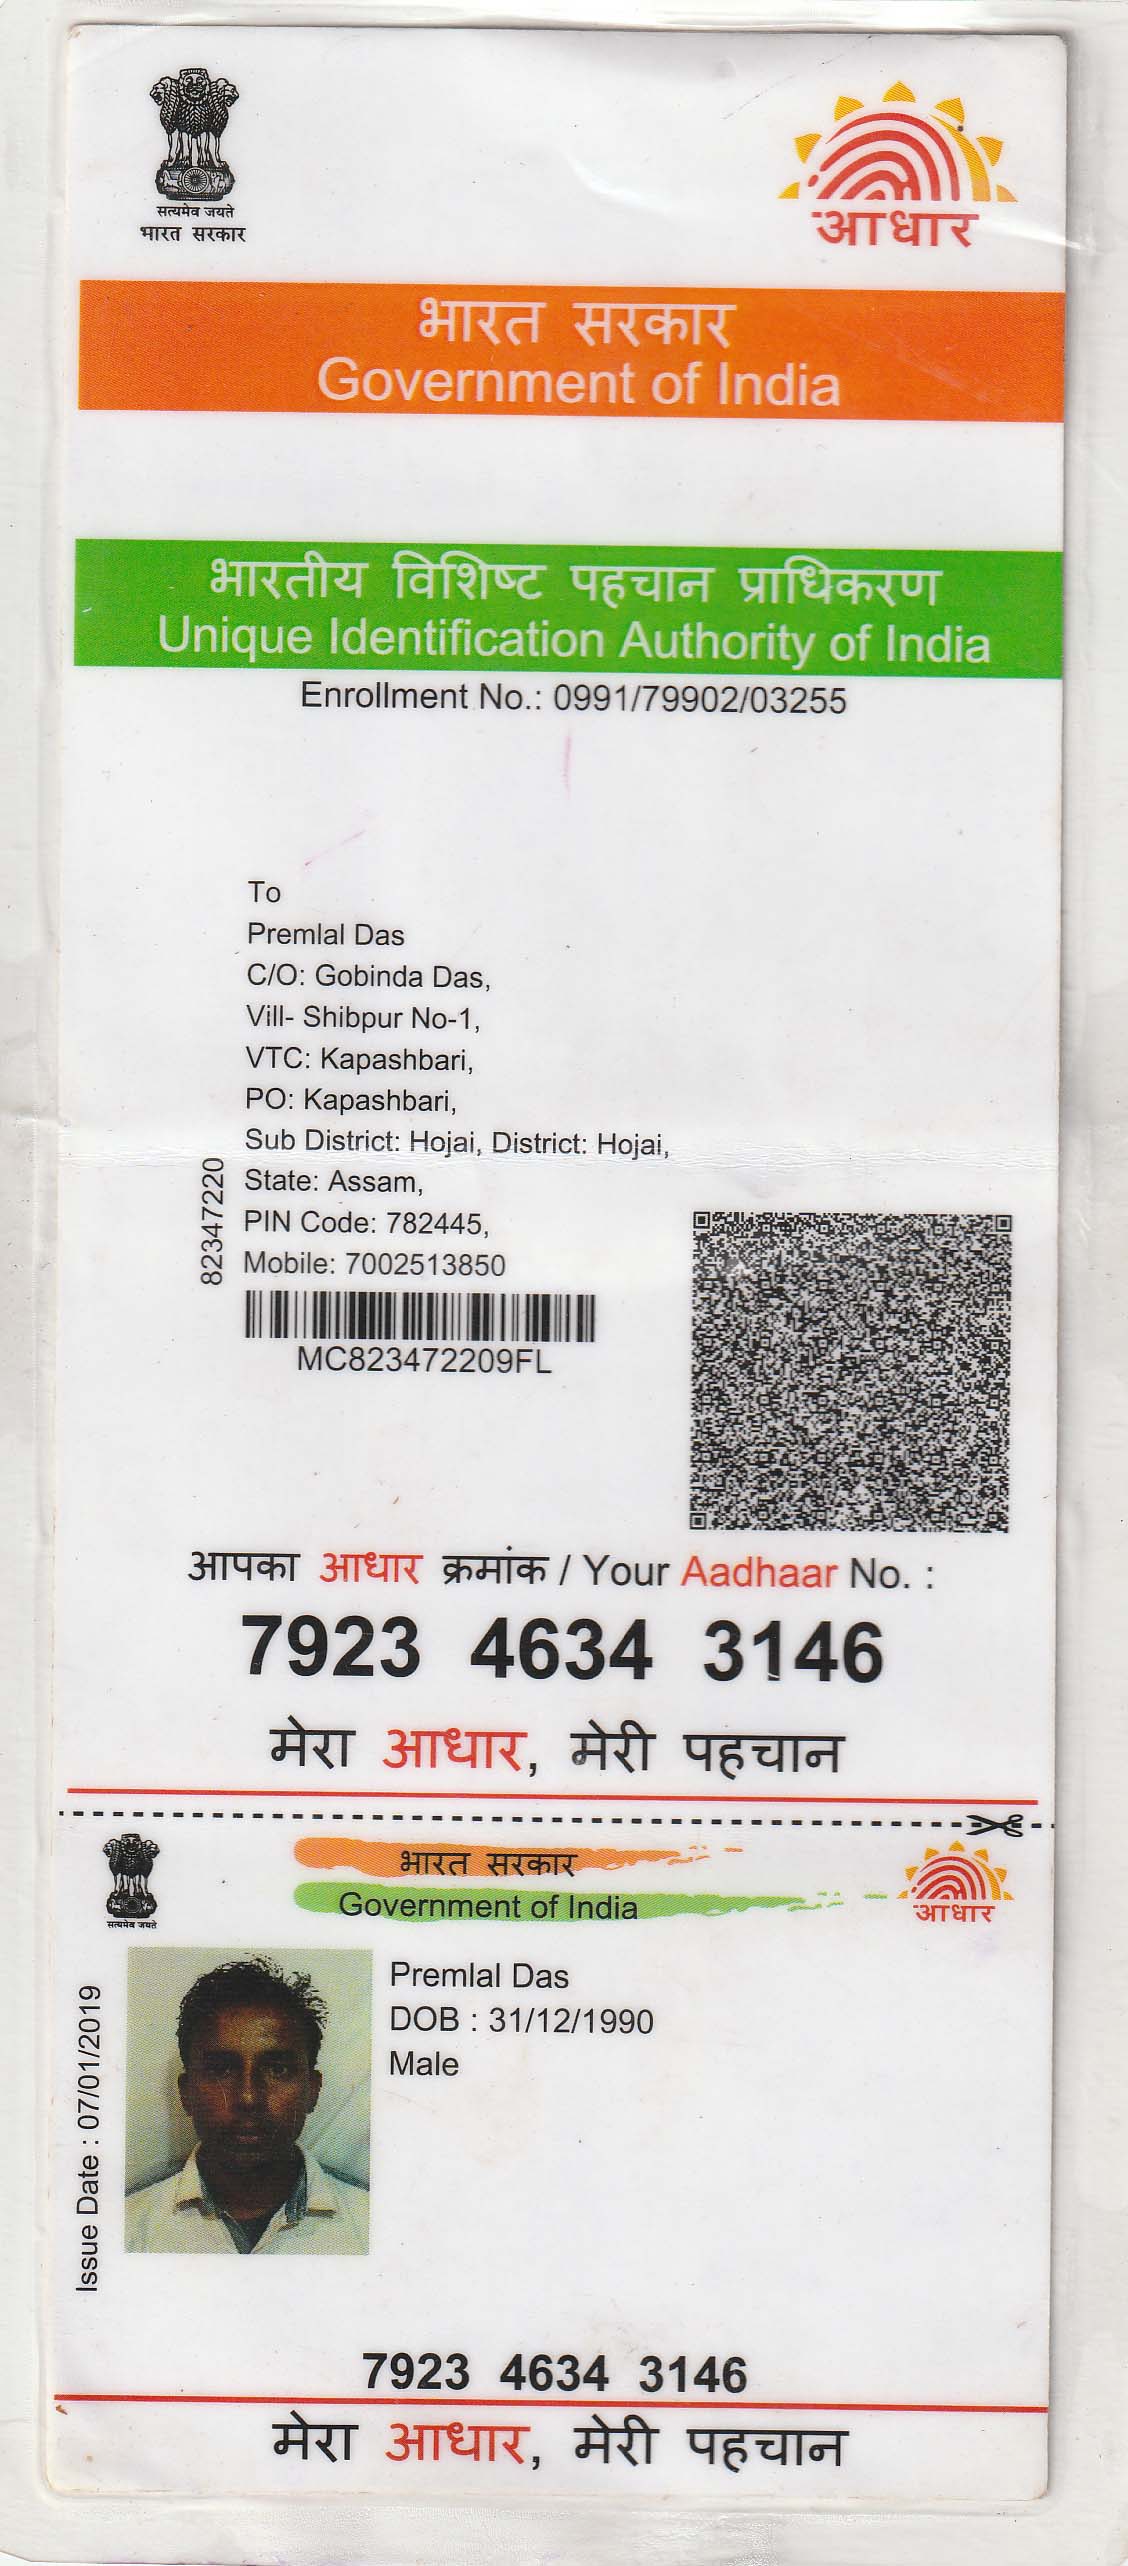 सत्यमेव जयते
भारत सरकार
आधार
भारत सरकार
Government of India
भारतीय विशिष्ट पहचान प्राधिकरण
Unique Identification Authority of India
Enrollment No.: 0991/79902/03255
To
Premlal Das
C/O: Gobinda Das,
Vill- Shibpur No-1,
VTC: Kapashbari,
PO: Kapashbari,
Sub District: Hojai, District: Hojai,
State: Assam,
PIN Code: 782445,
Mobile: 7002513850
82347220
MC823472209FL
आपका आधार क्रमांक / Your Aadhaar No. :
7923 4634 3146
मेरा आधार, मेरी पहचान
सत्यमेव जयते
भारत सरकार
Government of India
आधार
Issue Date : 07/01/2019
Premlal Das
DOB : 31/12/1990
Male
7923 4634 3146
मेरा आधार, मेरी पहचान